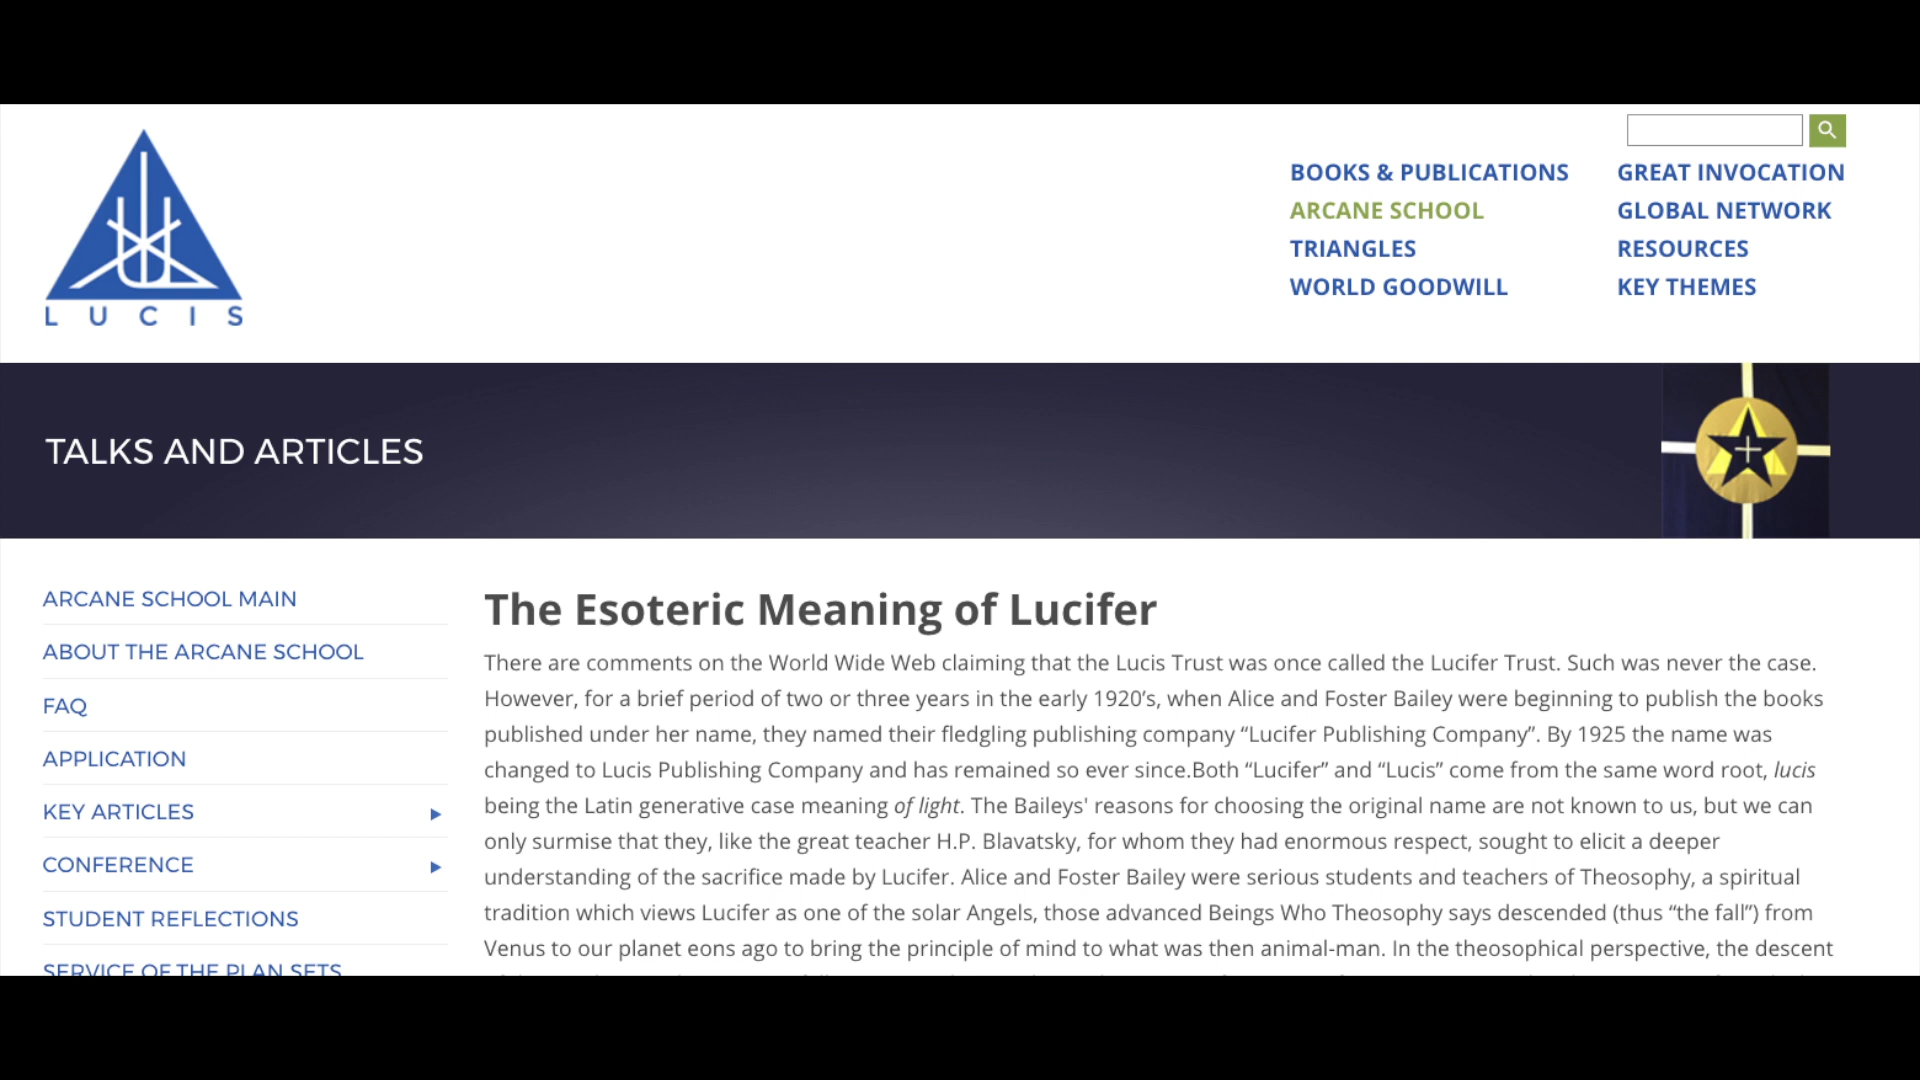 LUCIS
BOOKS & PUBLICATIONS
ARCANE SCHOOL
TRIANGLES
WORLD GOODWILL
GREAT INVOCATION
GLOBAL NETWORK
RESOURCES
KEY THEMES
TALKS AND ARTICLES
ARCANE SCHOOL MAIN
ABOUT THE ARCANE SCHOOL
FAQ
APPLICATION
KEY ARTICLES
CONFERENCE
STUDENT REFLECTIONS
SERVICE OF THE PLAN SETS
The Esoteric Meaning of Lucifer
There are comments on the World Wide Web claiming that the Lucis Trust was once called the Lucifer Trust. Such was never the case.
However, for a brief period of two or three years in the early 1920’s, when Alice and Foster Bailey were beginning to publish the books
published under her name, they named their fledgling publishing company “Lucifer Publishing Company”. By 1925 the name was
changed to Lucis Publishing Company and has remained so ever since.Both “Lucifer” and “Lucis” come from the same word root, lucis
being the Latin generative case meaning of light. The Baileys' reasons for choosing the original name are not known to us, but we can
only surmise that they, like the great teacher H.P. Blavatsky, for whom they had enormous respect, sought to elicit a deeper
understanding of the sacrifice made by Lucifer. Alice and Foster Bailey were serious students and teachers of Theosophy, a spiritual
tradition which views Lucifer as one of the solar Angels, those advanced Beings Who Theosophy says descended (thus “the fall”) from
Venus to our planet eons ago to bring the principle of mind to what was then animal-man. In the theosophical perspective, the descent